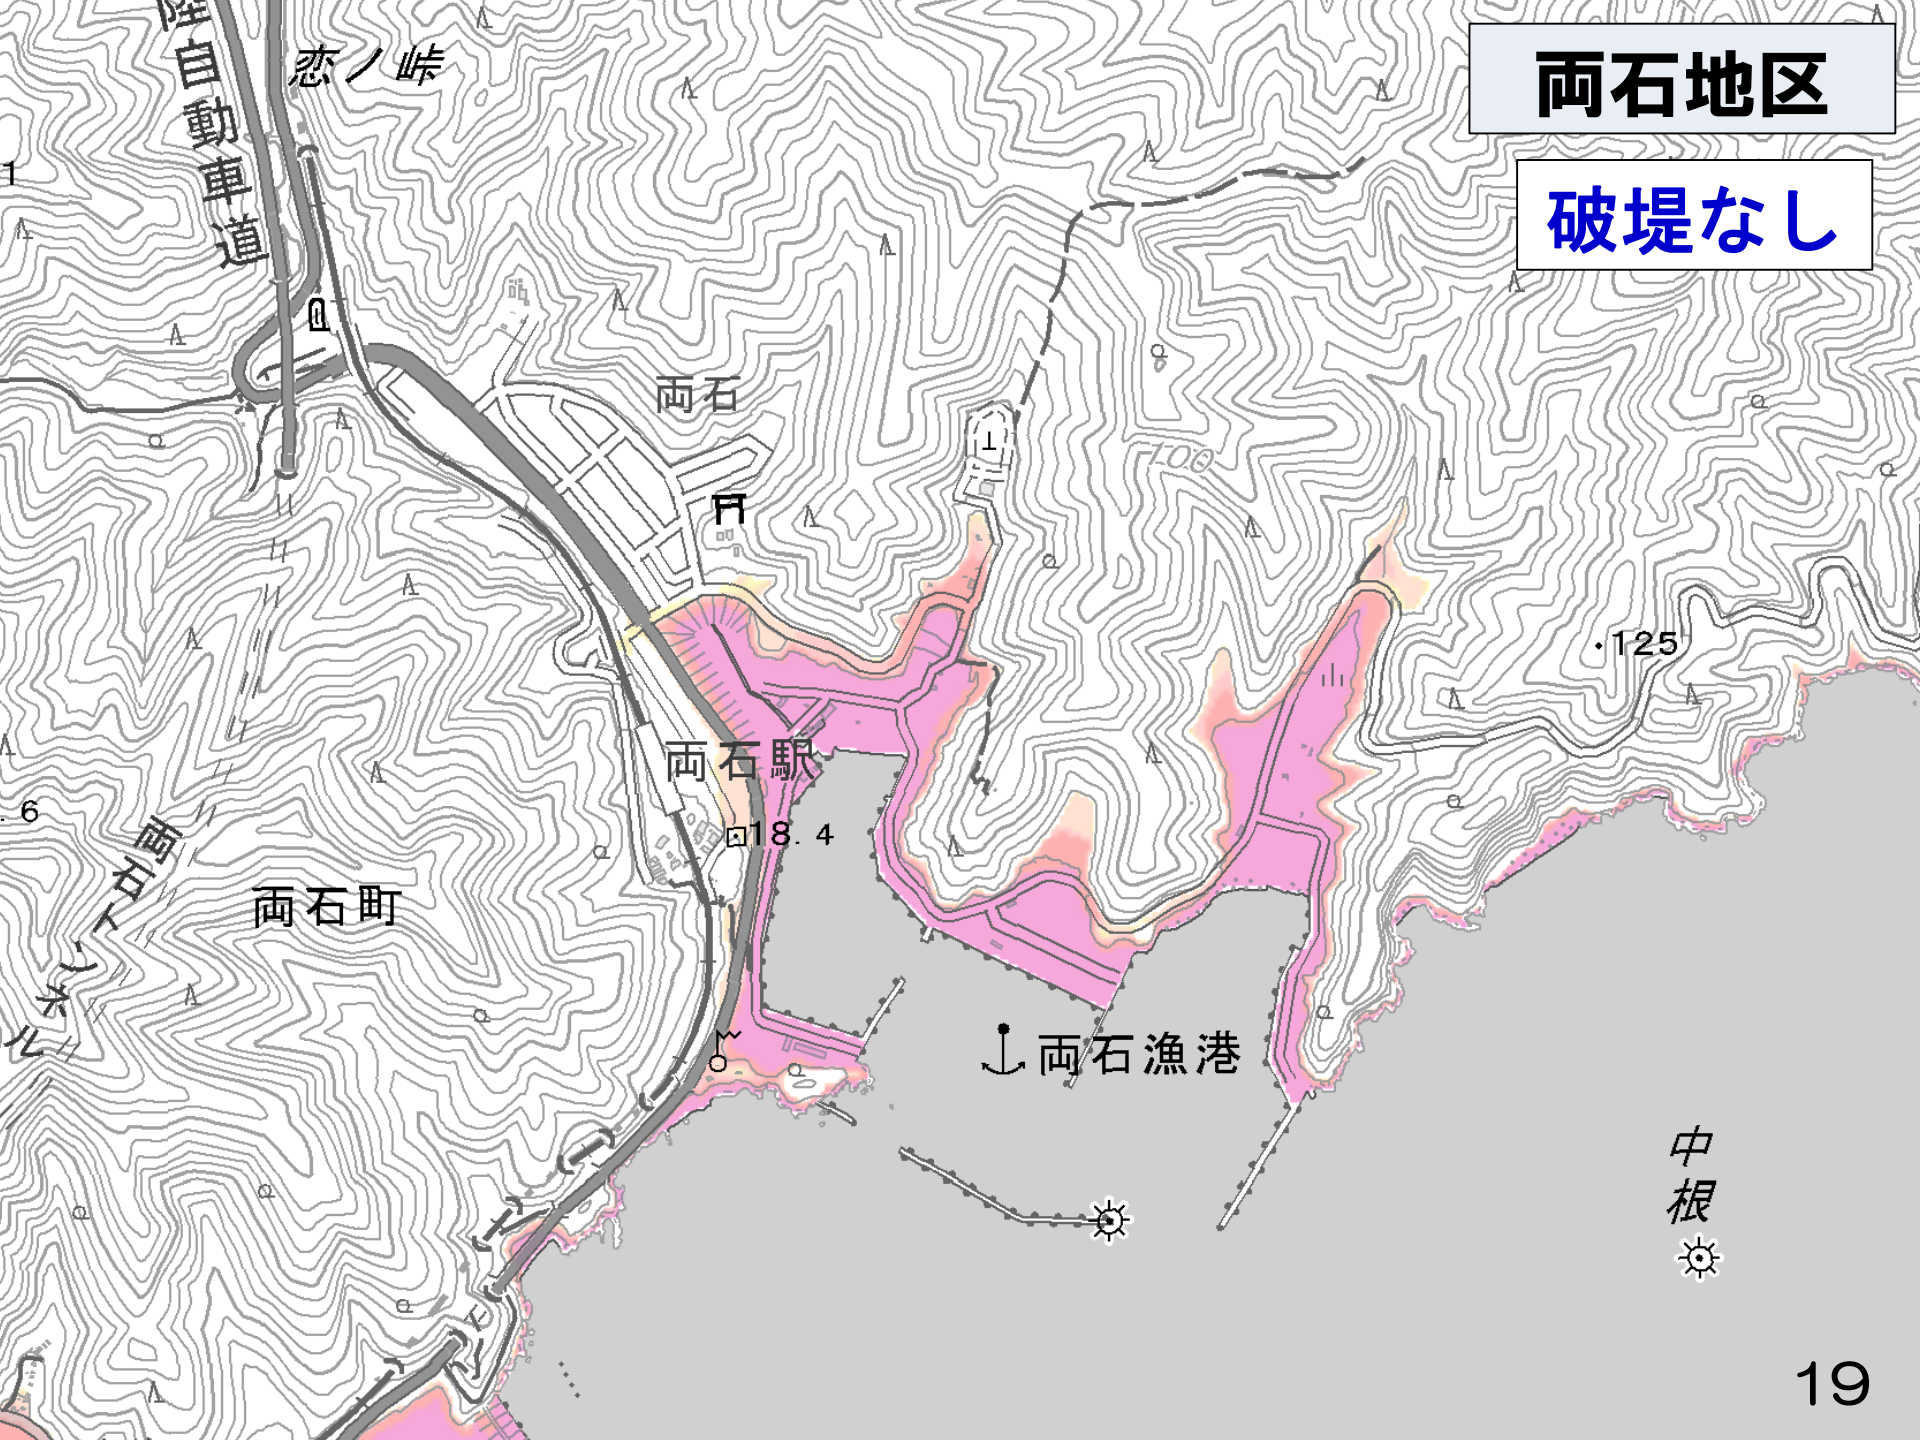 両石地区
破堤なし
恋ノ峠
陸自動車道
1
両石
100
・125
両石駅
18.4
. 6
両石トンネル
両石町
両石漁港
中根
19